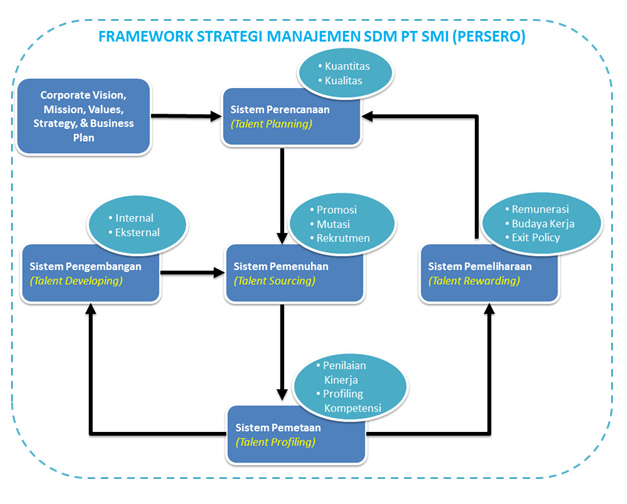 FRAMEWORK STRATEGI MANAJEMEN SDM PT SMI (PERSERO)
• Kuantitas
• Kualitas
Corporate Vision,
Mission, Values,
Strategy, & Business
Plan
Sistem Perencanaan
(Talent Planning)
• Internal
• Eksternal
• Promosi
• Mutasi
• Rekrutmen
• Remunerasi
• Budaya Kerja
• Exit Policy
Sistem Pengembangan
(Talent Developing)
Sistem Pemenuhan
(Talent Sourcing)
Sistem Pemeliharaan
(Talent Rewarding)
• Penilaian
Kinerja
• Profiling
Kompetensi
Sistem Pemetaan
(Talent Profiling)